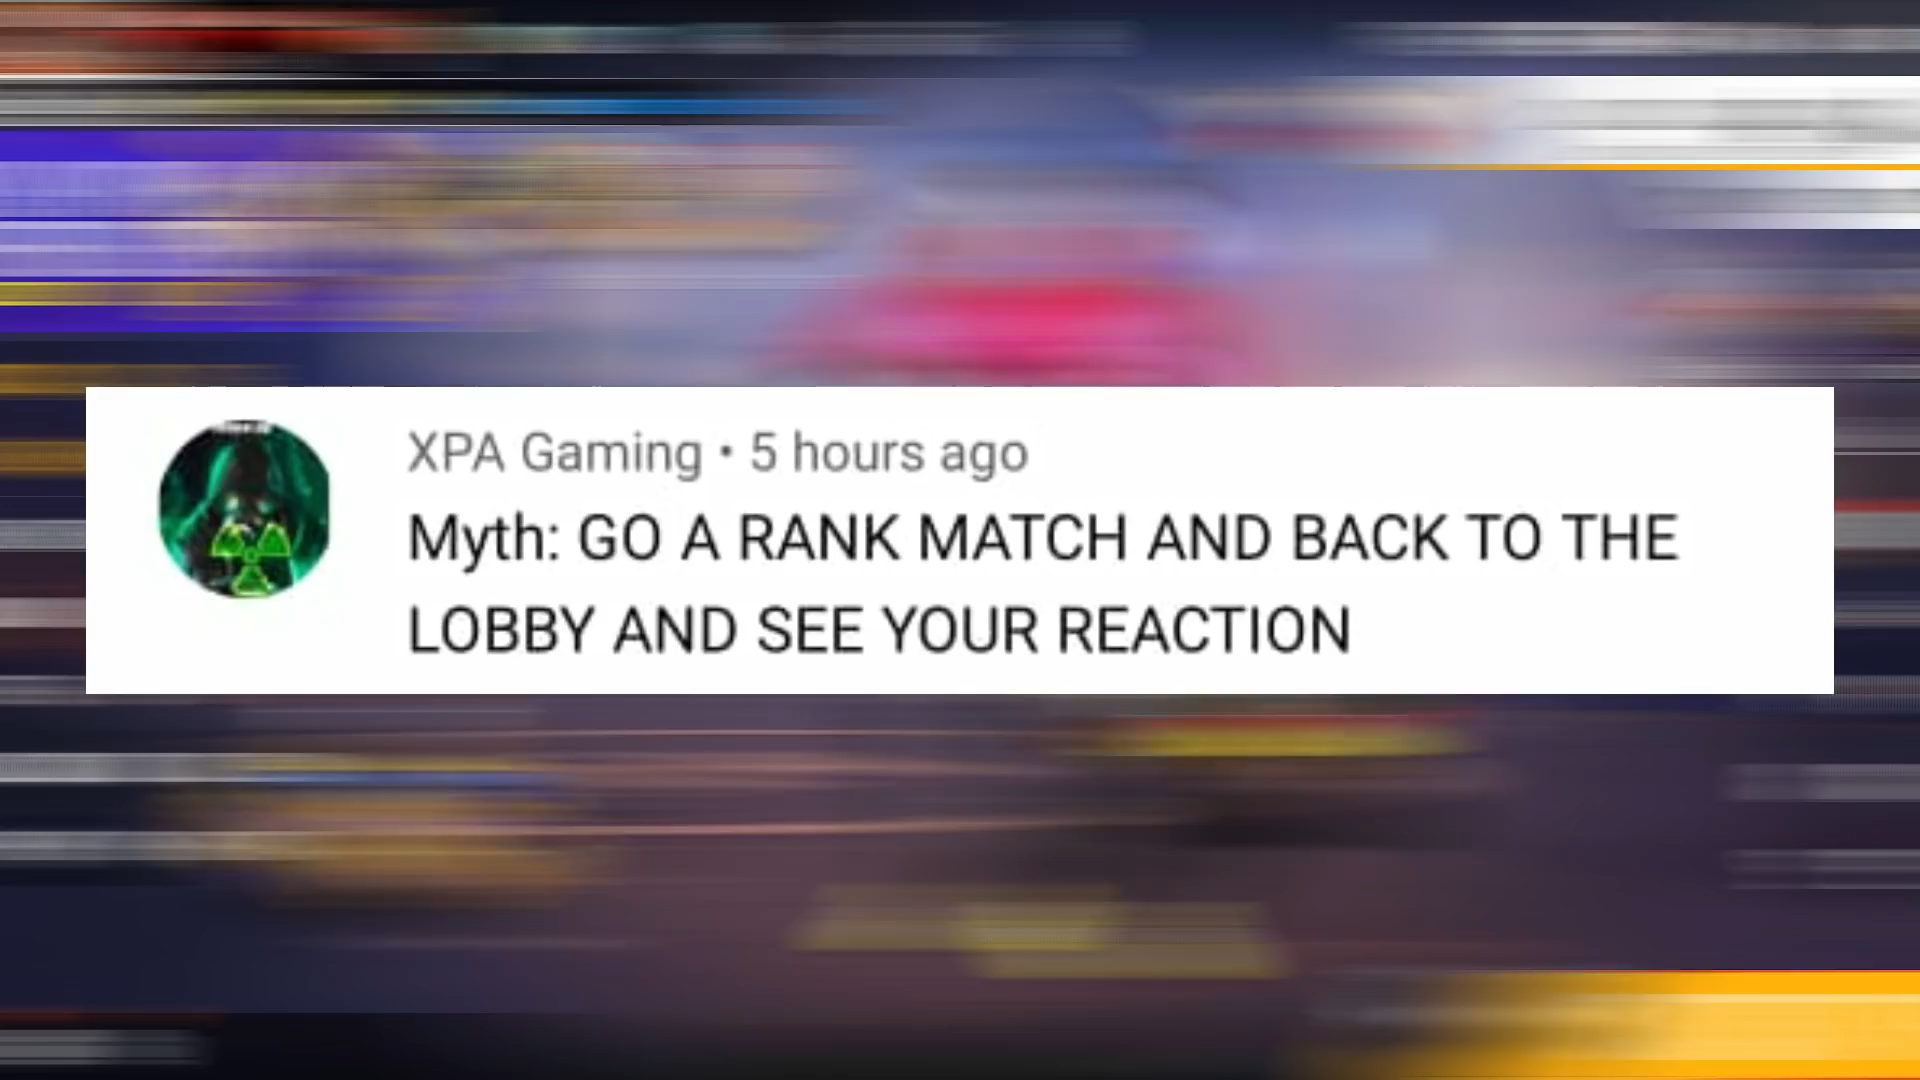 XPA Gaming • 5 hours ago
Myth: GO A RANK MATCH AND BACK TO THE
LOBBY AND SEE YOUR REACTION